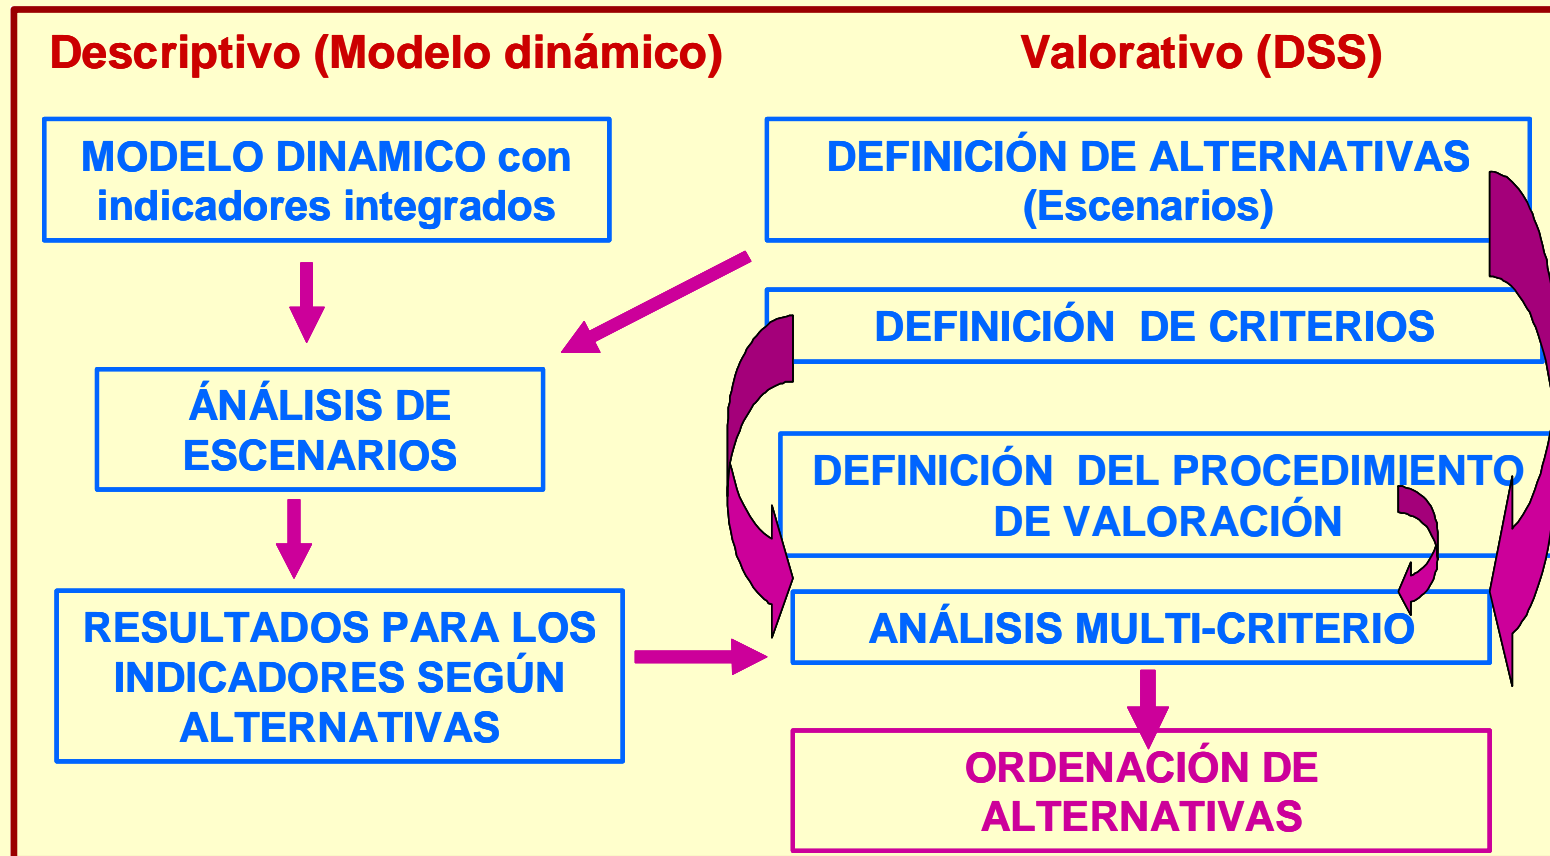 Descriptivo (Modelo dinámico)
MODELO DINAMICO con
indicadores integrados
ÁNÁLISIS DE
ESCENARIOS
RESULTADOS PARA LOS
INDICADORES SEGÚN
ALTERNATIVAS
Valorativo (DSS)
DEFINICIÓN DE ALTERNATIVAS
(Escenarios)
DEFINICIÓN DE CRITERIOS
DEFINICIÓN DEL PROCEDIMIENTO
DE VALORACIÓN
ANÁLISIS MULTI-CRITERIO
ORDENACIÓN DE
ALTERNATIVAS